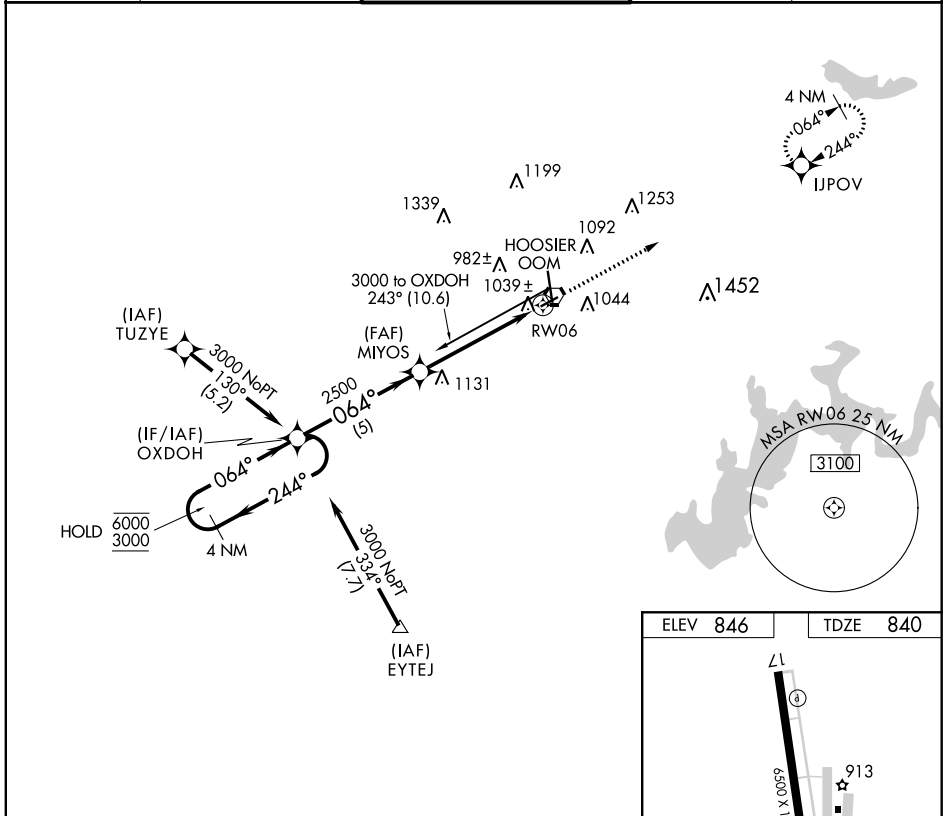 4 NM
064°
244°
IJPOV
1199
1339
1253
1092
HOOSIER
OOM
982±
3000 to OXDOH
243° (10.6)
1039±
1044
1452
RW06
(IAF)
TUZYE
(FAF)
MIYOS
3000 NoPT
130°
(5.2)
1131
2500
064°
(5)
(IF/IAF)
OXDOH
MSA RW06 25 NM
3100
064°
244°
HOLD 6000
3000
4 NM
3000 NoPT
334°
(7.7)
(IAF)
EYTEJ
ELEV 846
TDZE 840
17
P
913
6500 X 1